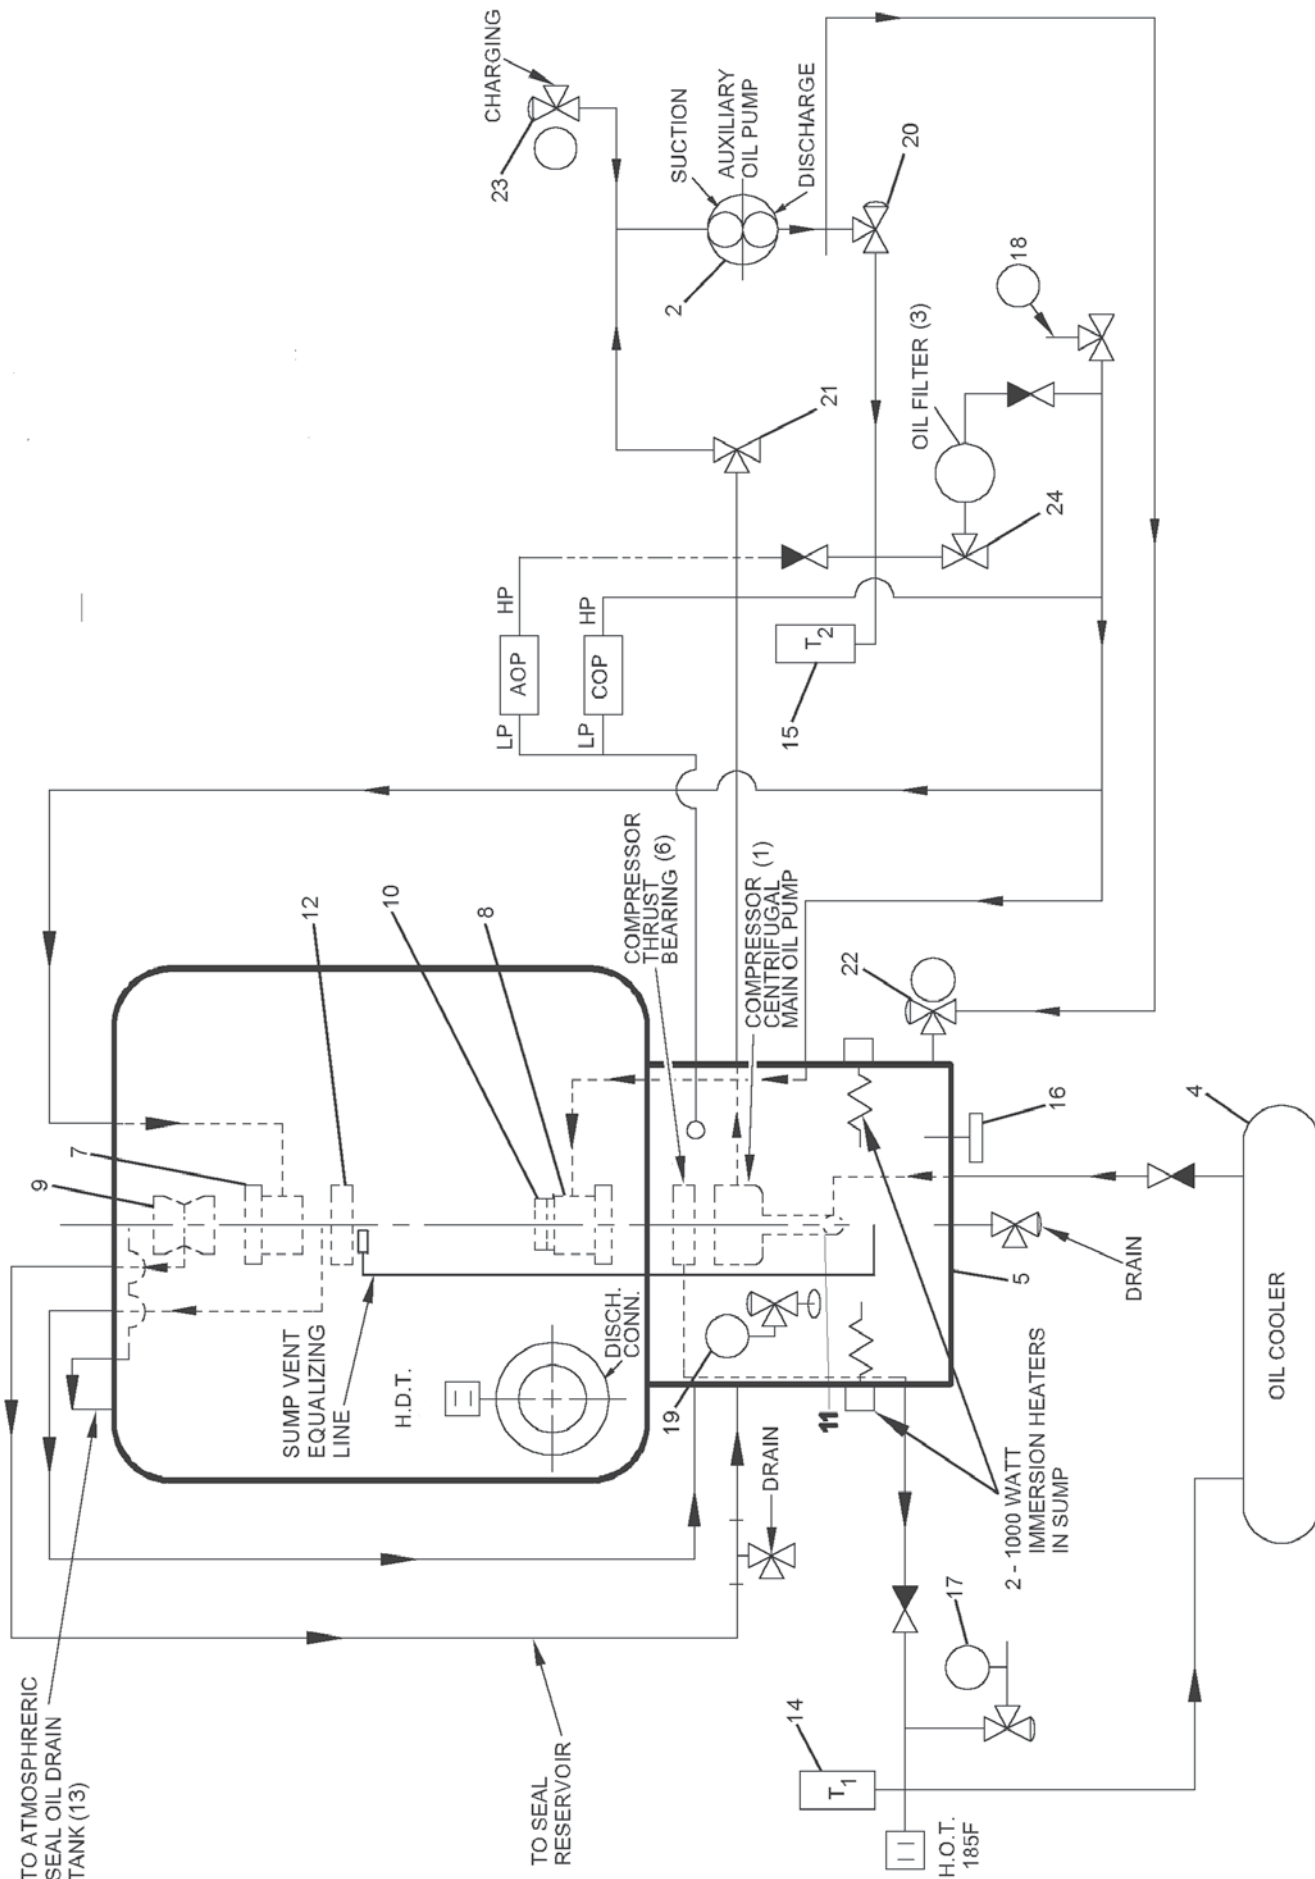 TO ATMOSPHRERIC
SEAL OIL DRAIN
TANK (13)
TO SEAL
RESERVOIR
9
7
12
10
8
SUMP VENT
EQUALIZING
LINE
H.D.T.
DISCH.
CONN.
COMPRESSOR
THRUST
BEARING (6)
COMPRESSOR (1)
CENTRIFUGAL
MAIN OIL PUMP
19
11
DRAIN
2 - 1000 WATT
IMMERSION HEATERS
IN SUMP
14
T1
H.O.T.
185F
17
22
16
5
DRAIN
4
OIL COOLER
LP
AOP
HP
LP
COP
HP
15
T2
CHARGING
23
SUCTION
AUXILIARY
OIL PUMP
DISCHARGE
2
20
21
OIL FILTER (3)
18
24